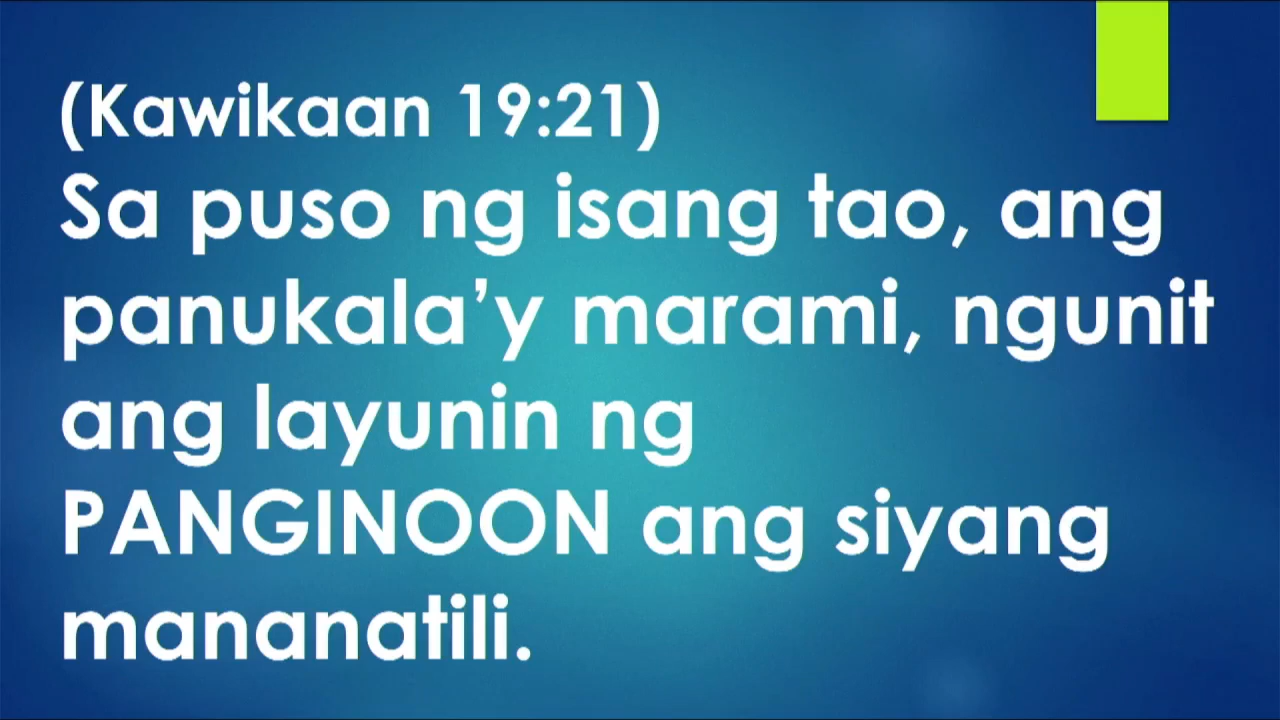 (Kawikaan 19:21)
Sa puso ng isang tao, ang
panukala’y marami, ngunit
ang layunin ng
PANGINOON ang siyang
mananatili.